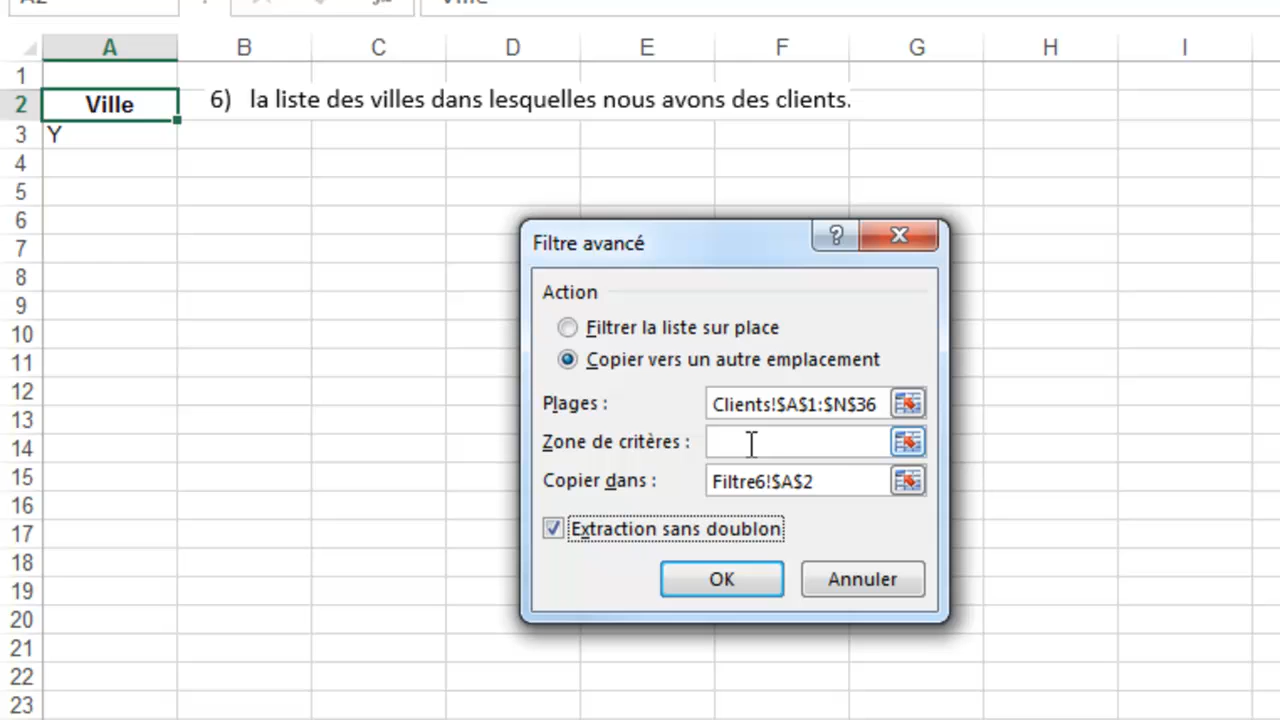 A B C D E F G H I
1
2 Ville 6) la liste des villes dans lesquelles nous avons des clients.
3 Y
4
5
6
7
8
9
10
11
12
13
14
15
16
17
18
19
20
21
22
23
Filtre avancé ?
Action
Filtrer la liste sur place
Copier vers un autre emplacement
Plages : Clients!$A$1:$N$36
Zone de critères :
Copier dans : Filtre6!$A$2
Extraction sans doublon
OK Annuler